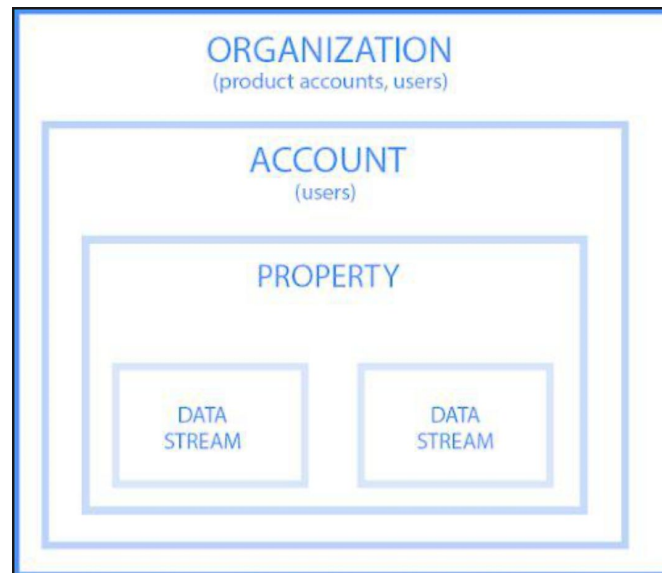 ORGANIZATION
(product accounts, users)
ACCOUNT
(users)
PROPERTY
DATA
STREAM
DATA
STREAM